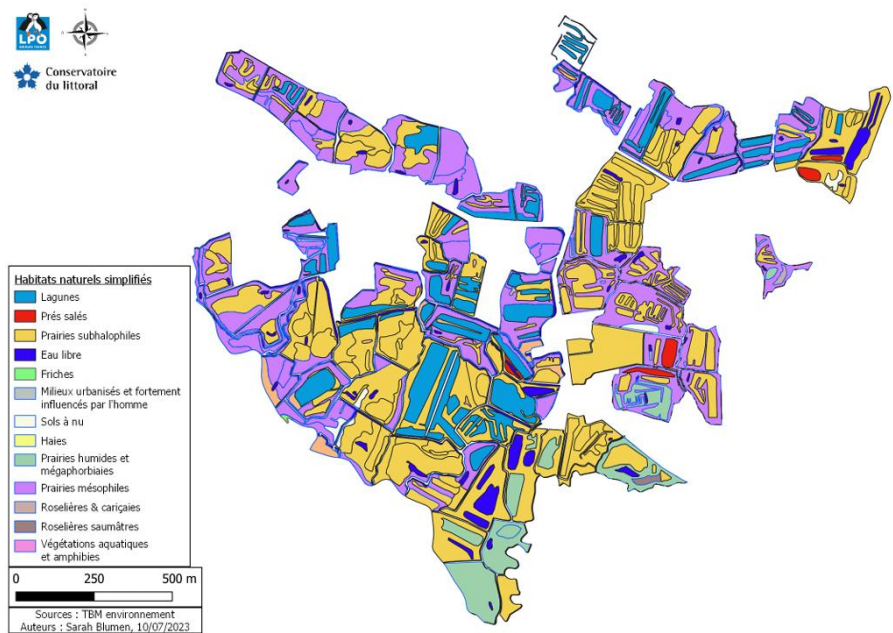 LPO
Conservatoire
du littoral
Habitats naturels simplifiés
Lagunes
Prés salés
Prairies subhalophiles
Eau libre
Friches
Milieux urbanisés et fortement
influencés par l'homme
Sols à nu
Haies
Prairies humides et
mégaphorbiaies
Prairies mésophiles
Roselières & cariçaies
Roselières saumâtres
Végétations aquatiques
et amphibies
0 250 500 m
Sources : TBM environnement
Auteurs : Sarah Blumen, 10/07/2023